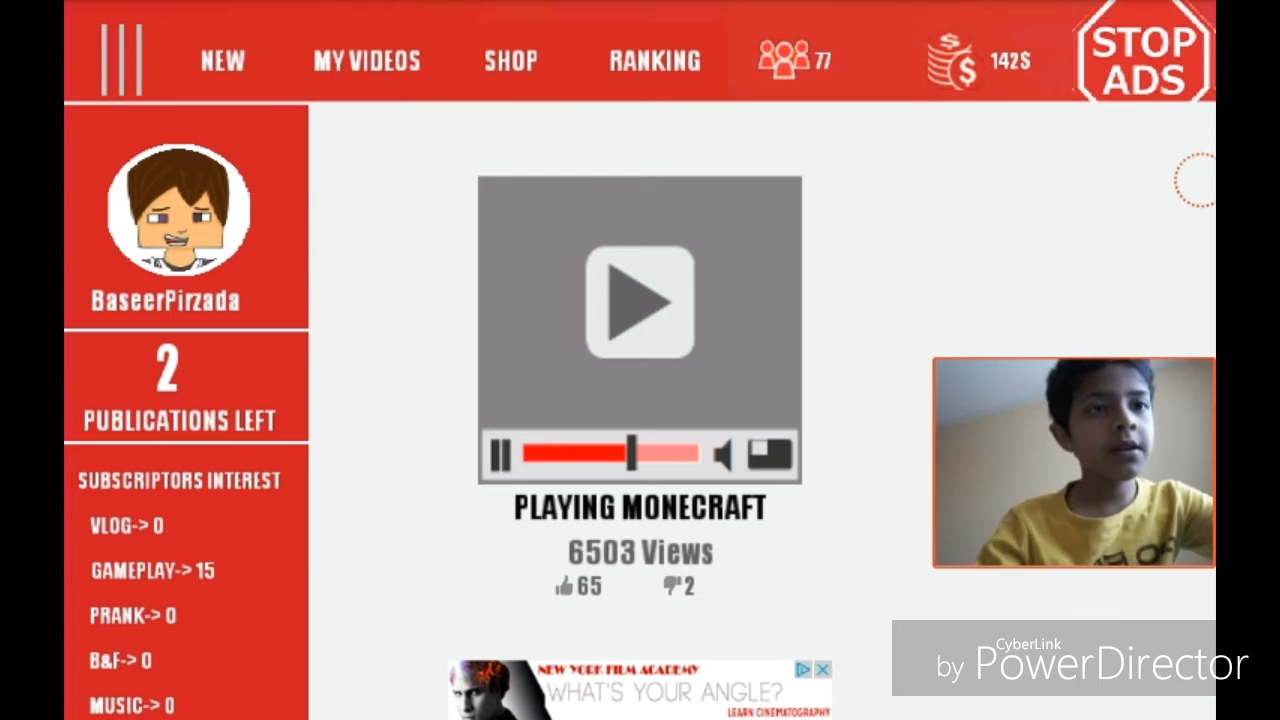 NEW
MY VIDEOS
SHOP
RANKING
77
142$
STOP
ADS
BaseerPirzada
2
PUBLICATIONS LEFT
SUBSCRIPTORS INTEREST
VLOG-> 0
GAMEPLAY-> 15
PRANK-> 0
B&F-> 0
MUSIC-> 0
PLAYING MONECRAFT
6503 Views
65
2
NEW YORK FILM ACADEMY
WHAT'S YOUR ANGLE?
LEARN CINEMATOGRAPHY
CyberLink
by PowerDirector